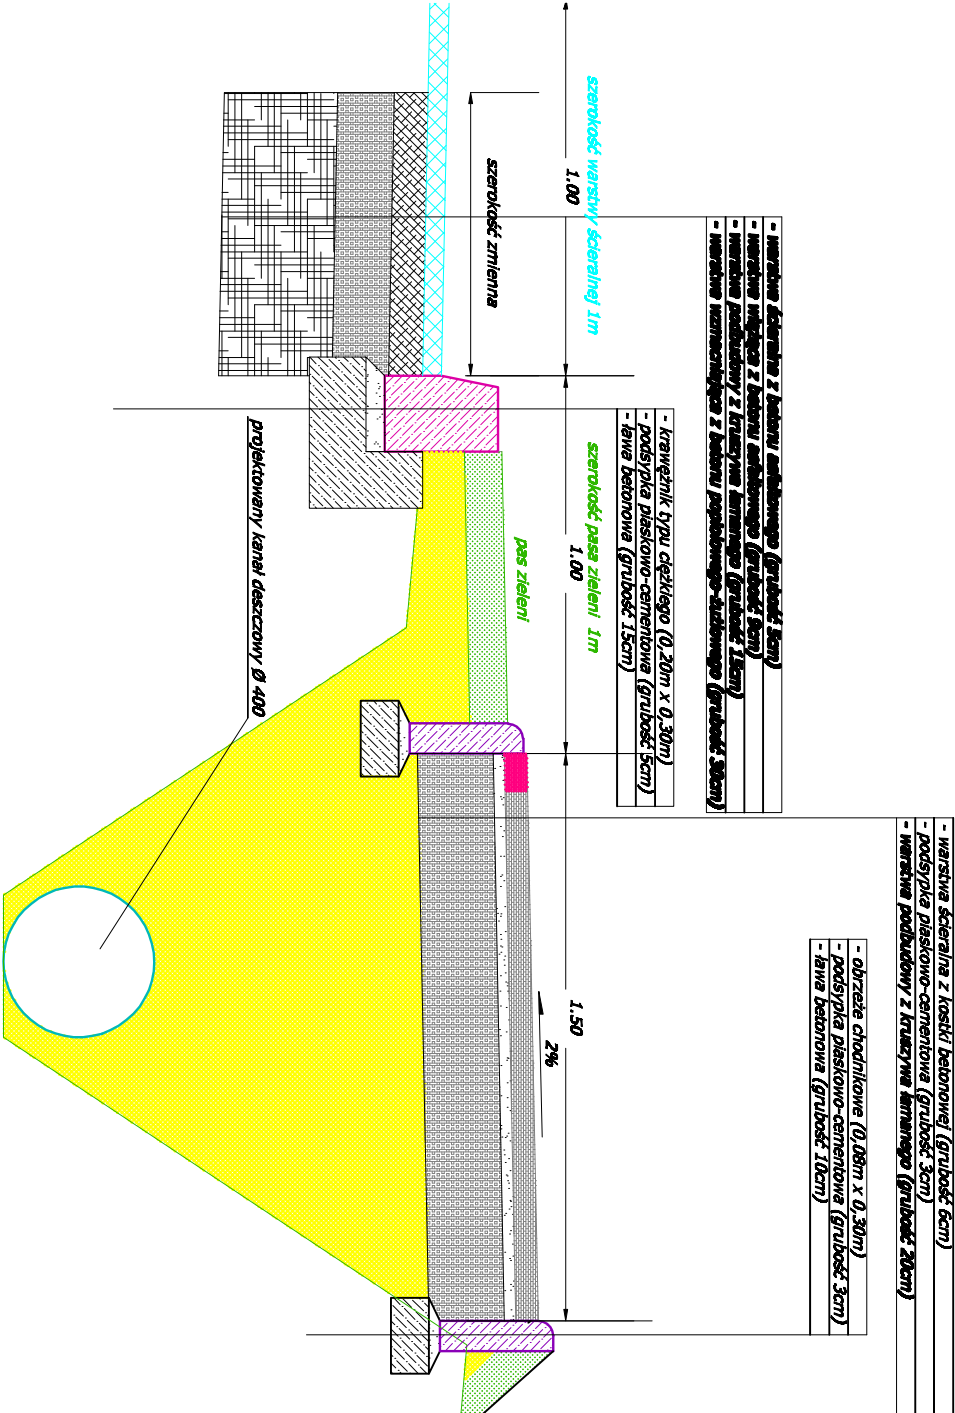 - warstwa ścieralna z kostki betonowej (grubość 6cm)
- podsypka piaskowo-cementowa (grubość 3cm)
- warstwa podbudowy z kruszywa łamanego (grubość 20cm)
- obrzeże chodnikowe (0,08m x 0,30m)
- podsypka piaskowo-cementowa (grubość 3cm)
- ława betonowa (grubość 10cm)
- warstwa ścieralna z betonu asfaltowego (grubość 5cm)
- warstwa wiążąca z betonu asfaltowego (grubość 9cm)
- warstwa podbudowy z kruszywa łamanego (grubość 15cm)
- warstwa wzmacniająca z betonu popiołowego-żużlowego (grubość 30cm)
- krawężnik typu ciężkiego (0,20m x 0,30m)
- podsypka piaskowo-cementowa (grubość 5cm)
- ława betonowa (grubość 15cm)
szerokość warstwy ścieralnej 1m
szerokość pasa zieleni 1m
1.00
1.00
1.50
2%
pas zieleni
szerokość zmienna
projektowany kanał deszczowy Ø 400